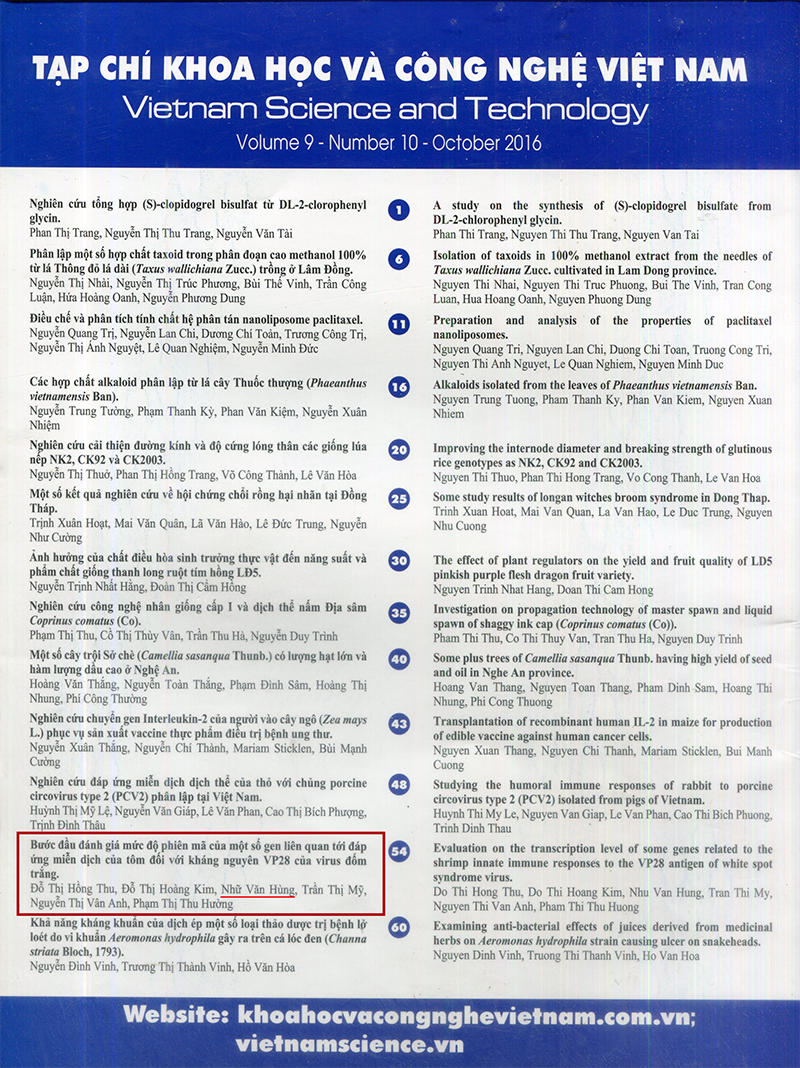 TẠP CHÍ KHOA HỌC VÀ CÔNG NGHỆ VIỆT NAM
Vietnam Science and Technology
Volume 9 - Number 10 - October 2016
Nghiên cứu tổng hợp (S)-clopidogrel bisulfat từ DL-2-clorophenyl
glycin.
Phan Thị Trang, Nguyễn Thị Thu Trang, Nguyễn Văn Tài
1
A study on the synthesis of (S)-clopidogrel bisulfate from
DL-2-chlorophenyl glycin.
Phan Thi Trang, Nguyen Thi Thu Trang, Nguyen Van Tai
Phân lập một số hợp chất taxoid trong phân đoạn cao methanol 100%
từ lá Thông đỏ lá dài (Taxus wallichiana Zucc.) trồng ở Lâm Đồng.
Nguyễn Thị Nhài, Nguyễn Thị Trúc Phương, Bùi Thế Vinh, Trần Công
Luận, Hứa Hoàng Oanh, Nguyễn Phương Dung
6
Isolation of taxoids in 100% methanol extract from the needles of
Taxus wallichiana Zucc. cultivated in Lam Dong province.
Nguyen Thi Nhai, Nguyen Thi Truc Phuong, Bui The Vinh, Tran Cong
Luan, Hua Hoang Oanh, Nguyen Phuong Dung
Điều chế và phân tích tính chất hệ phân tán nanoliposome paclitaxel.
Nguyễn Quang Trị, Nguyễn Lan Chi, Dương Chí Toản, Trương Công Trị,
Nguyễn Thị Ánh Nguyệt, Lê Quan Nghiệm, Nguyễn Minh Đức
11
Preparation and analysis of the properties of paclitaxel
nanoliposomes.
Nguyen Quang Tri, Nguyen Lan Chi, Duong Chi Toan, Truong Cong Tri,
Nguyen Thi Anh Nguyet, Le Quan Nghiem, Nguyen Minh Duc
Các hợp chất alkaloid phân lập từ lá cây Thuốc thượng (Phaeanthus
vietnamensis Ban).
Nguyễn Trung Tường, Phạm Thanh Kỳ, Phan Văn Kiệm, Nguyễn Xuân
Nhiệm
16
Alkaloids isolated from the leaves of Phaeanthus vietnamensis Ban.
Nguyen Trung Tuong, Pham Thanh Ky, Phan Van Kiem, Nguyen Xuan
Nhiem
Nghiên cứu cải thiện đường kính và độ cứng lóng thân các giống lúa
nếp NK2, CK92 và CK2003.
Nguyễn Thị Thuở, Phan Thị Hồng Trang, Võ Công Thành, Lê Văn Hòa
20
Improving the internode diameter and breaking strength of glutinous
rice genotypes as NK2, CK92 and CK2003.
Nguyen Thi Thuo, Phan Thi Hong Trang, Vo Cong Thanh, Le Van Hoa
Một số kết quả nghiên cứu về hội chứng chổi rồng hại nhãn tại Đồng
Tháp.
Trịnh Xuân Hoạt, Mai Văn Quân, Lã Văn Hào, Lê Đức Trung, Nguyễn
Như Cường
25
Some study results of longan witches broom syndrome in Dong Thap.
Trinh Xuan Hoat, Mai Van Quan, La Van Hao, Le Duc Trung, Nguyen
Nhu Cuong
Ảnh hưởng của chất điều hòa sinh trưởng thực vật đến năng suất và
phẩm chất giống thanh long ruột tím hồng LĐ5.
Nguyễn Trịnh Nhất Hằng, Đoàn Thị Cẩm Hồng
30
The effect of plant regulators on the yield and fruit quality of LD5
pinkish purple flesh dragon fruit variety.
Nguyen Trinh Nhat Hang, Doan Thi Cam Hong
Nghiên cứu công nghệ nhân giống cấp I và dịch thể nấm Địa sâm
Coprinus comatus (Co).
Phạm Thị Thu, Cồ Thị Thùy Vân, Trần Thu Hà, Nguyễn Duy Trình
35
Investigation on propagation technology of master spawn and liquid
spawn of shaggy ink cap (Coprinus comatus (Co)).
Pham Thi Thu, Co Thi Thuy Van, Tran Thu Ha, Nguyen Duy Trinh
Một số cây trội Sở chè (Camellia sasanqua Thunb.) có lượng hạt lớn và
hàm lượng dầu cao ở Nghệ An.
Hoàng Văn Thắng, Nguyễn Toàn Thắng, Phạm Đình Sâm, Hoàng Thị
Nhung, Phí Công Thường
40
Some plus trees of Camellia sasanqua Thunb. having high yield of seed
and oil in Nghe An province.
Hoang Van Thang, Nguyen Toan Thang, Pham Dinh Sam, Hoang Thi
Nhung, Phi Cong Thuong
Nghiên cứu chuyển gen Interleukin-2 của người vào cây ngô (Zea mays
L.) phục vụ sản xuất vaccine thực phẩm điều trị bệnh ung thư.
Nguyễn Xuân Thắng, Nguyễn Chí Thành, Mariam Sticklen, Bùi Mạnh
Cường
43
Transplantation of recombinant human IL-2 in maize for production
of edible vaccine against human cancer cells.
Nguyen Xuan Thang, Nguyen Chi Thanh, Mariam Sticklen, Bui Manh
Cuong
Nghiên cứu đáp ứng miễn dịch dịch thể của thỏ với chủng porcine
circovirus type 2 (PCV2) phân lập tại Việt Nam.
Huỳnh Thị Mỹ Lệ, Nguyễn Văn Giáp, Lê Văn Phan, Cao Thị Bích Phượng,
Trịnh Đình Thâu
48
Studying the humoral immune responses of rabbit to porcine
circovirus type 2 (PCV2) isolated from pigs of Vietnam.
Huynh Thi My Le, Nguyen Van Giap, Le Van Phan, Cao Thi Bich Phuong,
Trinh Dinh Thau
Bước đầu đánh giá mức độ phiên mã của một số gen liên quan tới đáp
ứng miễn dịch của tôm đối với kháng nguyên VP28 của virus đốm
trắng.
Đỗ Thị Hồng Thu, Đỗ Thị Hoàng Kim, Nhữ Văn Hùng, Trần Thị Mỹ,
Nguyễn Thị Vân Anh, Phạm Thị Thu Hường
54
Evaluation on the transcription level of some genes related to the
shrimp innate immune responses to the VP28 antigen of white spot
syndrome virus.
Do Thi Hong Thu, Do Thi Hoang Kim, Nhu Van Hung, Tran Thi My,
Nguyen Thi Van Anh, Pham Thi Thu Huong
Khả năng kháng khuẩn của dịch ép một số loại thảo dược trị bệnh lở
loét do vi khuẩn Aeromonas hydrophila gây ra trên cá lóc đen (Channa
striata Bloch, 1793).
Nguyễn Đình Vinh, Trương Thị Thành Vinh, Hồ Văn Hòa
60
Examining anti-bacterial effects of juices derived from medicinal
herbs on Aeromonas hydrophila strain causing ulcer on snakeheads.
Nguyen Dinh Vinh, Truong Thi Thanh Vinh, Ho Van Hoa
Website: khoahocvacongnghevietnam.com.vn;
vietnamscience.vn